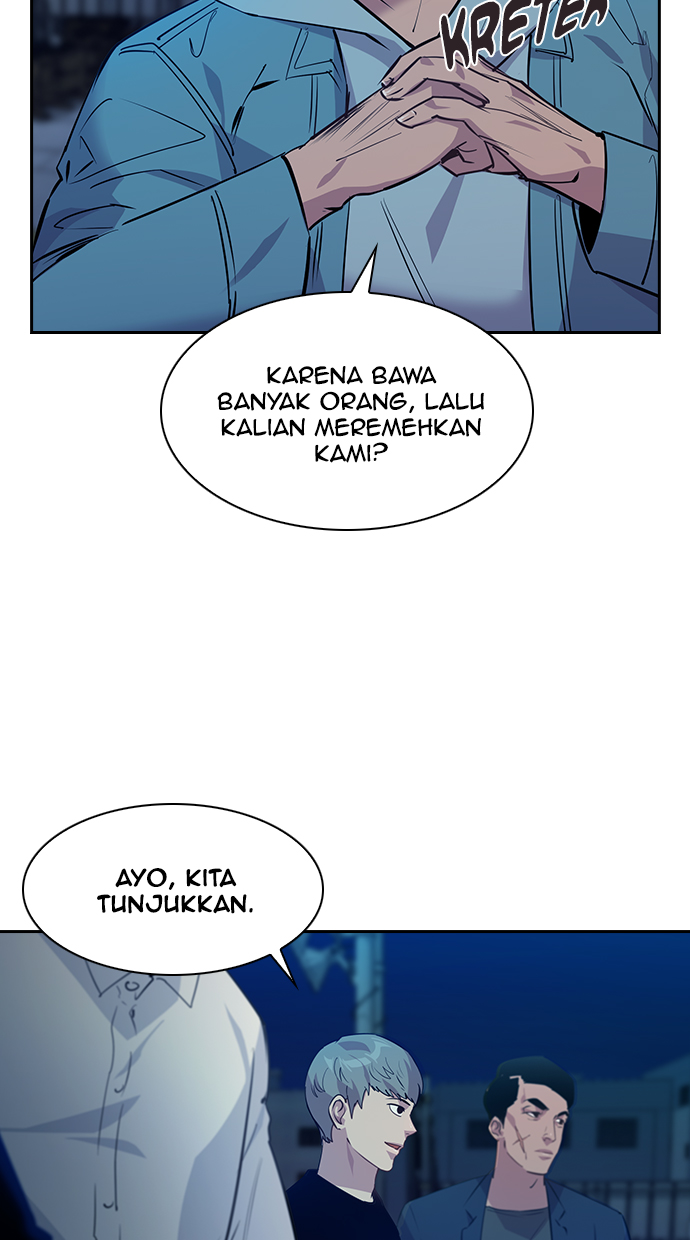 KRETEK
KARENA BAWA
BANYAK ORANG, LALU
KALIAN MEREMEHKAN
KAMI?
AYO, KITA
TUNJUKKAN.